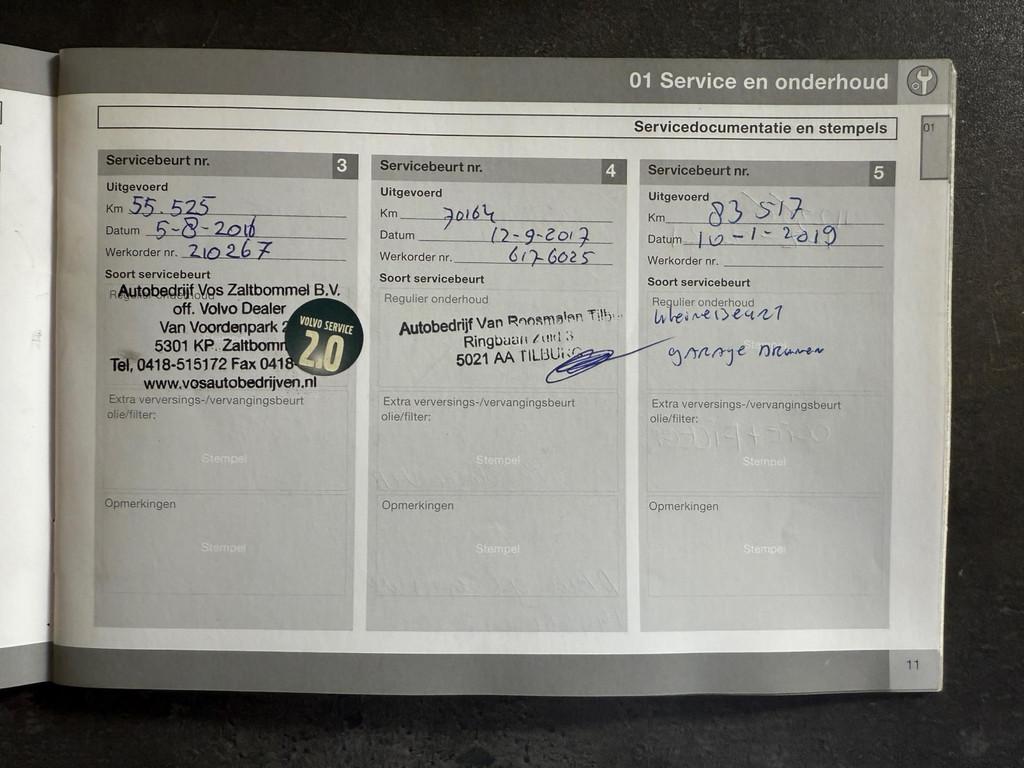 01 Service en onderhoud
Servicedocumentatie en stempels
01
Servicebeurt nr. 3
Uitgevoerd
Km 55.525
Datum 5-8-2016
Werkorder nr. 210267
Soort servicebeurt
Regulier onderhoud
Autobedrijf Vos Zaltbommel B.V.
off. Volvo Dealer
Van Voordenpark 2
5301 KP. Zaltbomm
Tel, 0418-515172 Fax 0418-
www.vosautobedrijven.nl
VOLVO SERVICE
2.0
Extra verversings-/vervangingsbeurt
olie/filter:
Stempel
Opmerkingen
Stempel
Servicebeurt nr. 4
Uitgevoerd
Km 70164
Datum 12-9-2017
Werkorder nr. 6176025
Soort servicebeurt
Regulier onderhoud
Autobedrijf Van Roosmalen Tilb
Ringbaan Zuid
5021 AA TILBURG
Extra verversings-/vervangingsbeurt
olie/filter:
Stempel
Opmerkingen
Stempel
Servicebeurt nr. 5
Uitgevoerd
Km 83 517
Datum 10-1-2019
Werkorder nr.
Soort servicebeurt
Regulier onderhoud
kleine Beurt
GARAGE
Extra verversings-/vervangingsbeurt
olie/filter:
Stempel
Opmerkingen
Stempel
11